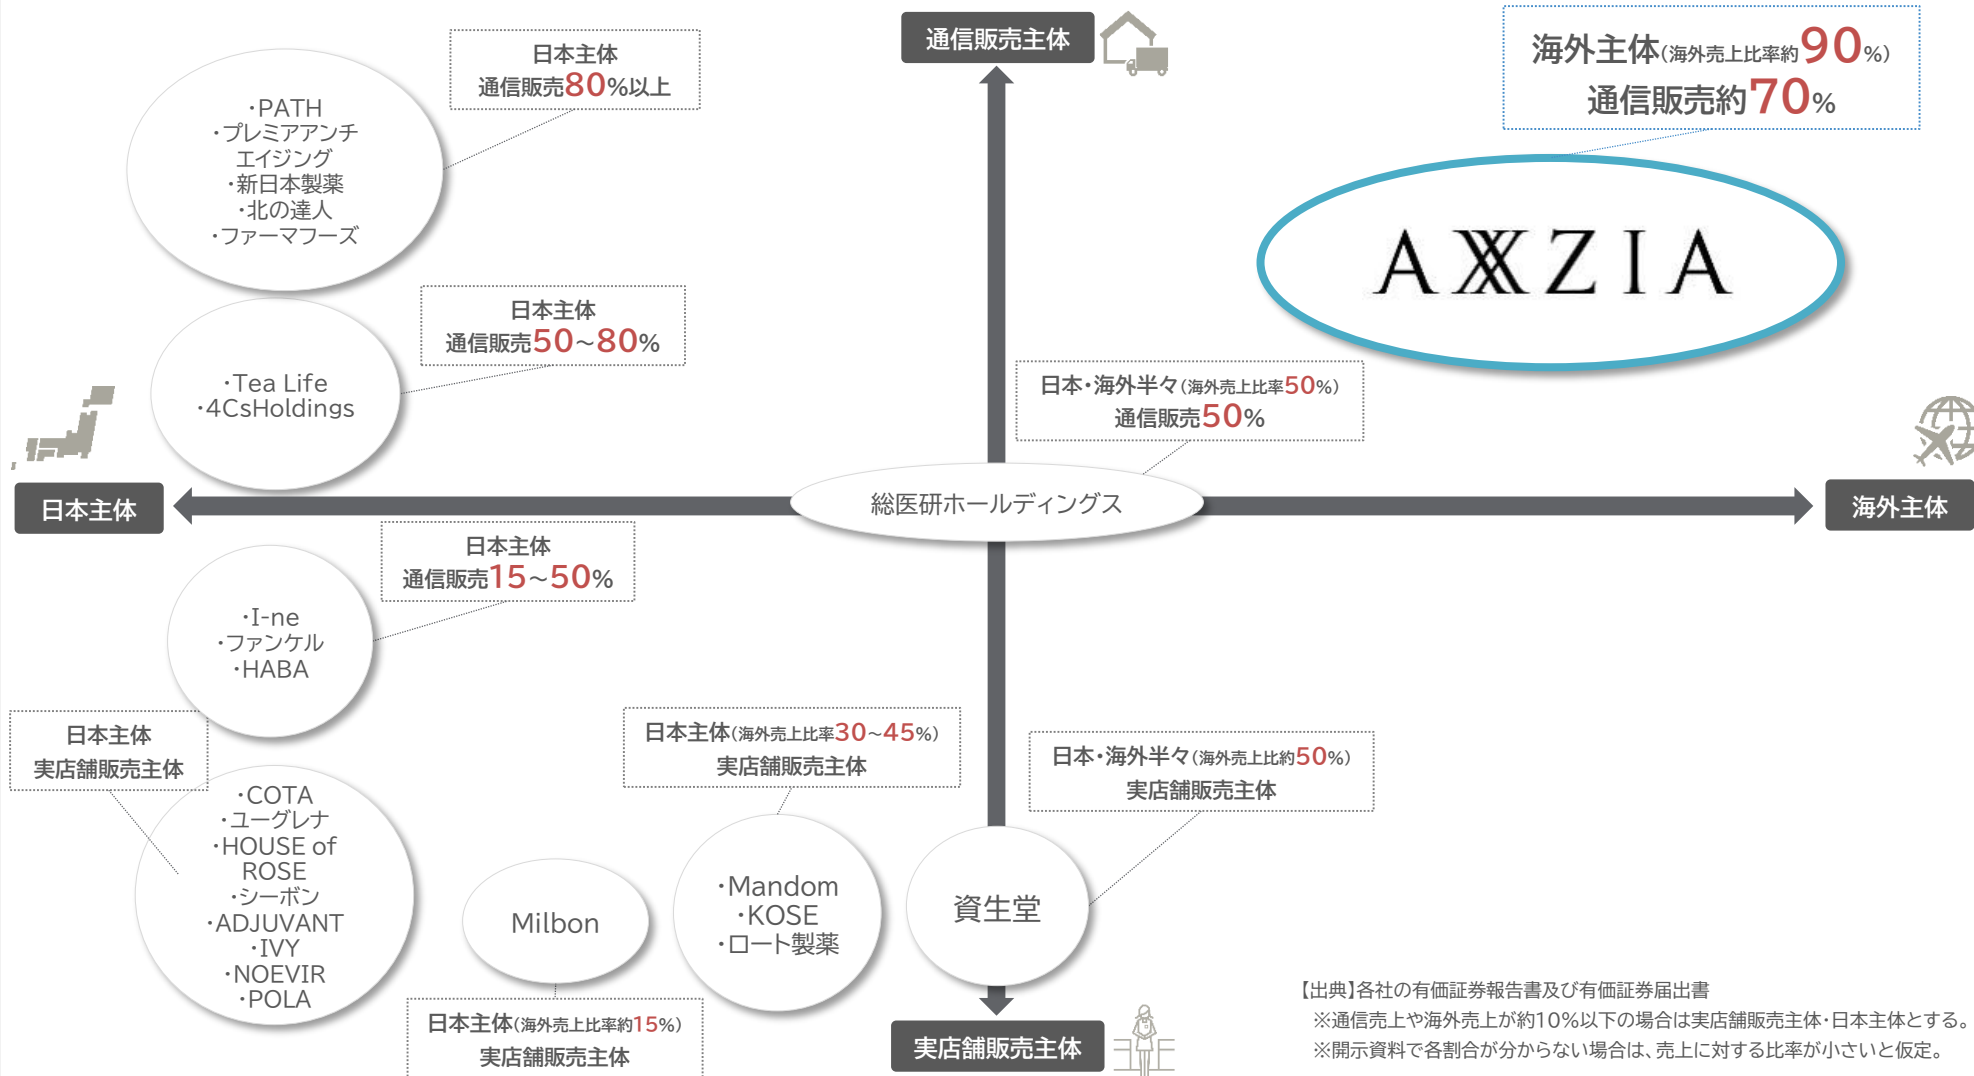 通信販売主体
海外主体(海外売上比率約90%)
通信販売約70%
AXXZIA
日本主体
通信販売80%以上
・PATH
・プレミアアンチ
エイジング
・新日本製薬
・北の達人
・ファーマフーズ
日本主体
通信販売50～80%
・Tea Life
・4CsHoldings
日本・海外半々(海外売上比率50%)
通信販売50%
日本主体
総医研ホールディングス
海外主体
日本主体
通信販売15～50%
・I-ne
・ファンケル
・HABA
日本主体
実店舗販売主体
・COTA
・ユーグレナ
・HOUSE of
ROSE
・シーボン
・ADJUVANT
・IVY
・NOEVIR
・POLA
Milbon
日本主体(海外売上比率約15%)
実店舗販売主体
日本主体(海外売上比率30～45%)
実店舗販売主体
・Mandom
・KOSE
・ロート製薬
日本・海外半々(海外売上比約50%)
実店舗販売主体
資生堂
実店舗販売主体
【出典】各社の有価証券報告書及び有価証券届出書
※通信売上や海外売上が約10%以下の場合は実店舗販売主体・日本主体とする。
※開示資料で各割合が分からない場合は、売上に対する比率が小さいと仮定。